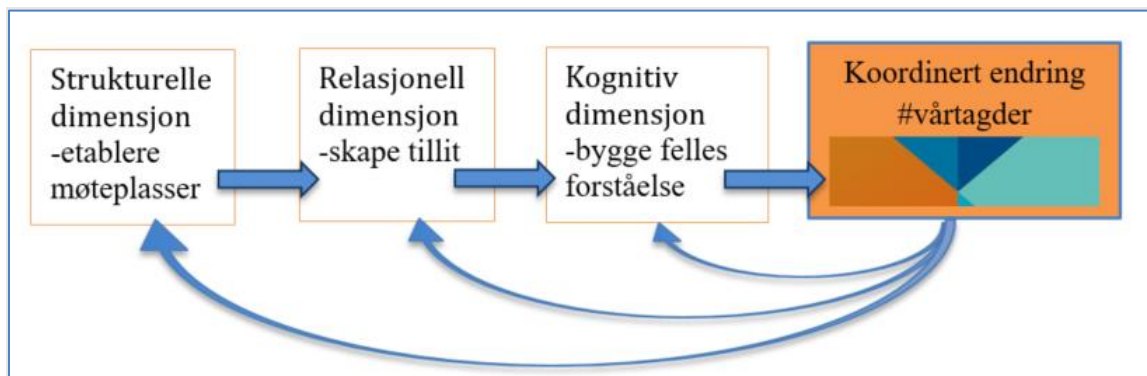 Strukturelle
dimensjon
-etablere
møteplasser
Relasjonell
dimensjon
-skape tillit
Kognitiv
dimensjon
-bygge felles
forståelse
Koordinert endring
#vårtagder